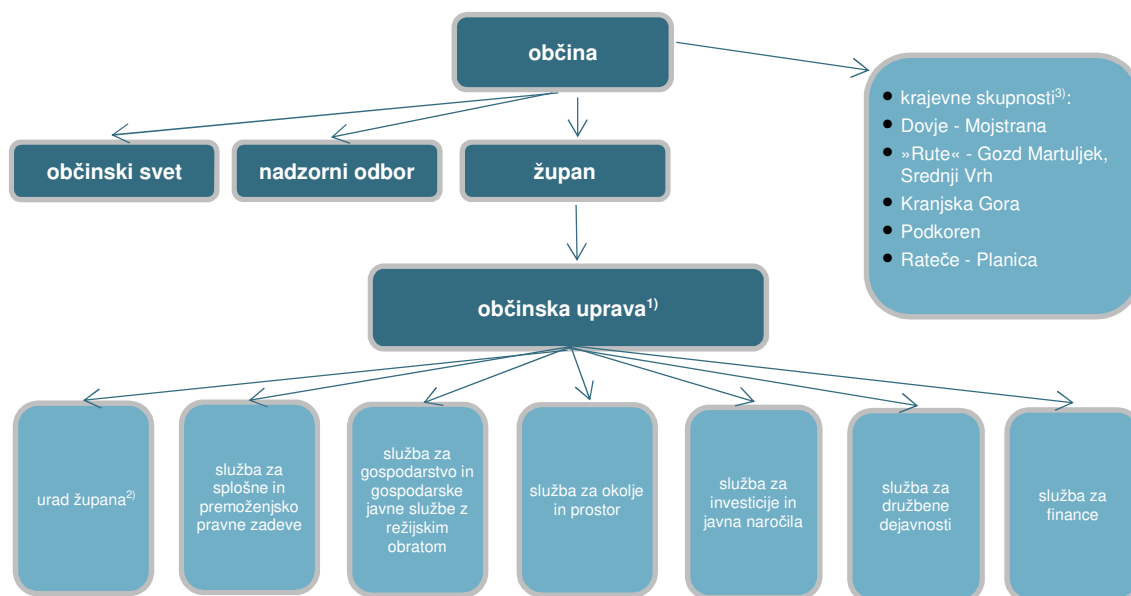 občina
krajevne skupnosti³⁾:
Dovje - Mojstrana
»Rute« - Gozd Martuljek,
Srednji Vrh
Kranjska Gora
Podkoren
Rateče - Planica
občinski svet
nadzorni odbor
župan
občinska uprava¹⁾
urad župana²⁾
služba za
splošne in
premoženjsko
pravne zadeve
služba za
gospodarstvo in
gospodarske
javne službe z
režijskim
obratom
služba za okolje
in prostor
služba za
investicije in
javna naročila
služba za
družbene
dejavnosti
služba za
finance